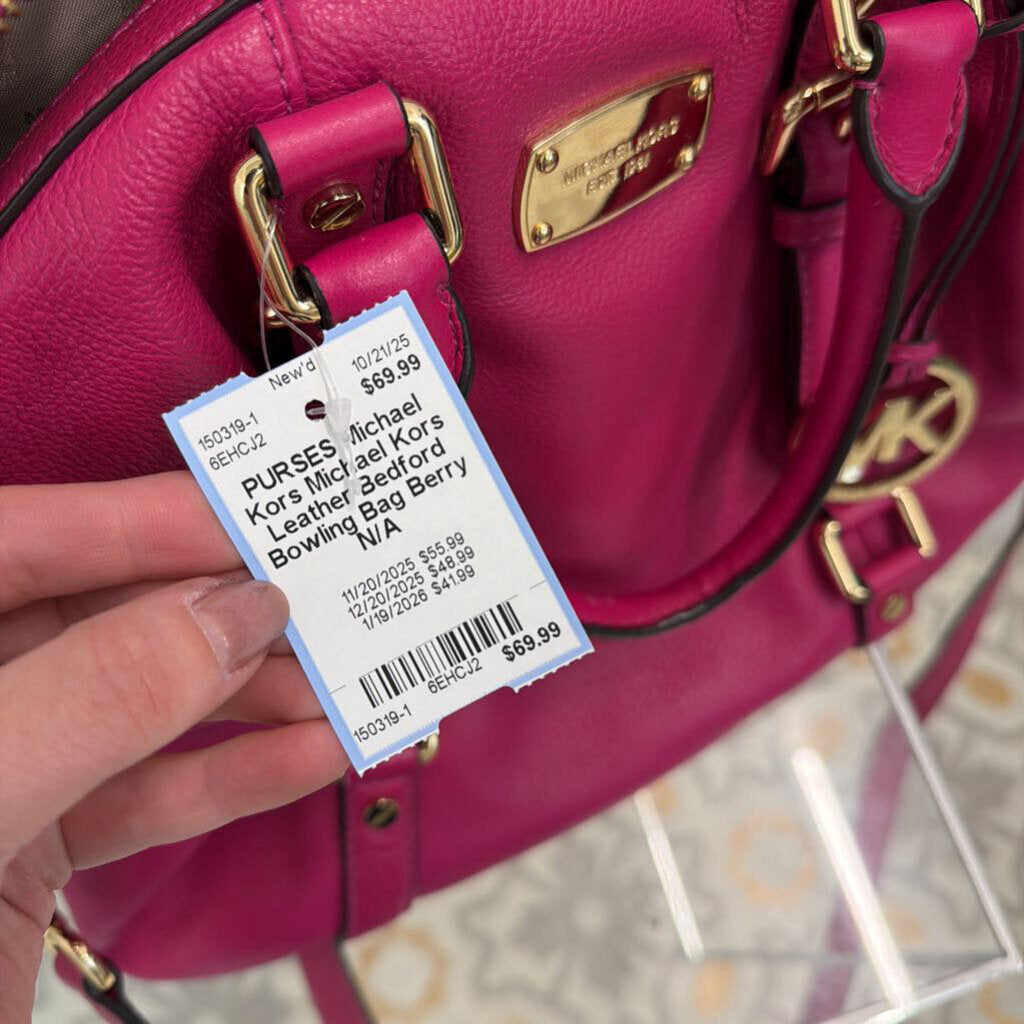 MICHAEL KORS
New'd 10/21/25
$69.99
150319-1
6EHCJ2
PURSES Michael
Kors Michael Kors
Leather Bedford
Bowling Bag Berry
N/A
11/20/2025 $55.99
12/20/2025 $48.99
1/19/2026 $41.99
150319-1 6EHCJ2 $69.99
MK